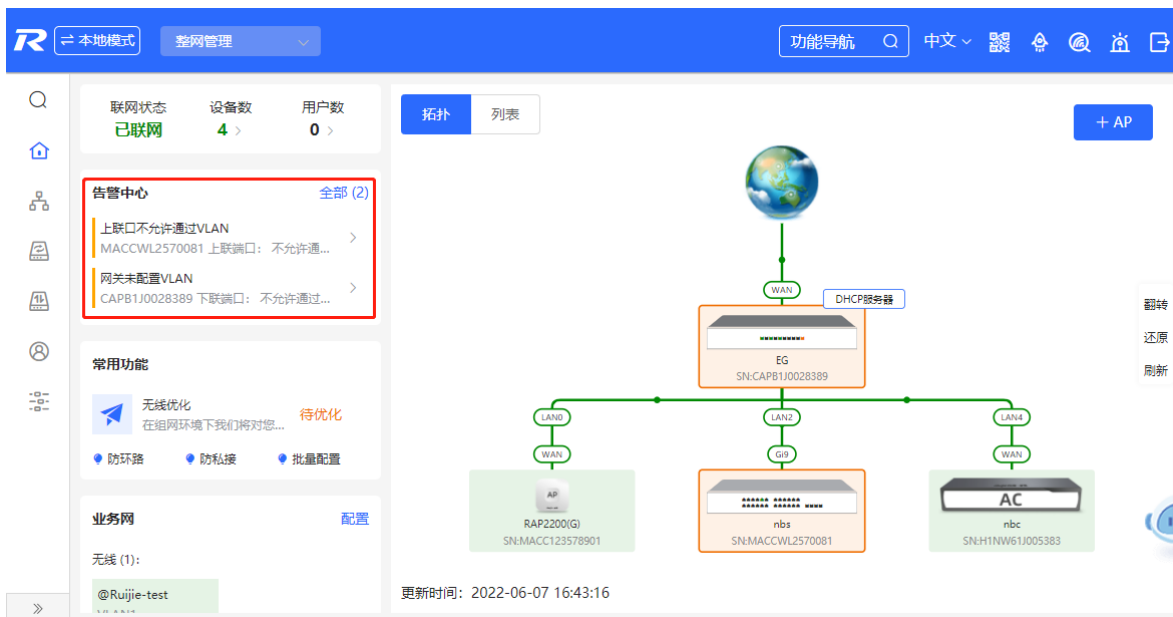 本地模式
整网管理
功能导航
中文
联网状态
设备数
用户数
已联网
4
0
拓扑
列表
+ AP
告警中心
全部 (2)
上联口不允许通过VLAN
MACCWL2570081 上联端口： 不允许通...
网关未配置VLAN
CAPB1J0028389 下联端口： 不允许通过...
常用功能
无线优化
在组网环境下我们将对您...
待优化
防环路
防私接
批量配置
业务网
配置
无线 (1):
@Ruijie-test
VLAN1
WAN
DHCP服务器
EG
SN:CAPB1J0028389
LAN0
LAN2
LAN4
WAN
Gi9
WAN
AP
AC
RAP2200(G)
nbs
nbc
SN:MACC123578901
SN:MACCWL2570081
SN:H1NW61J005383
翻转
还原
刷新
更新时间：2022-06-07 16:43:16